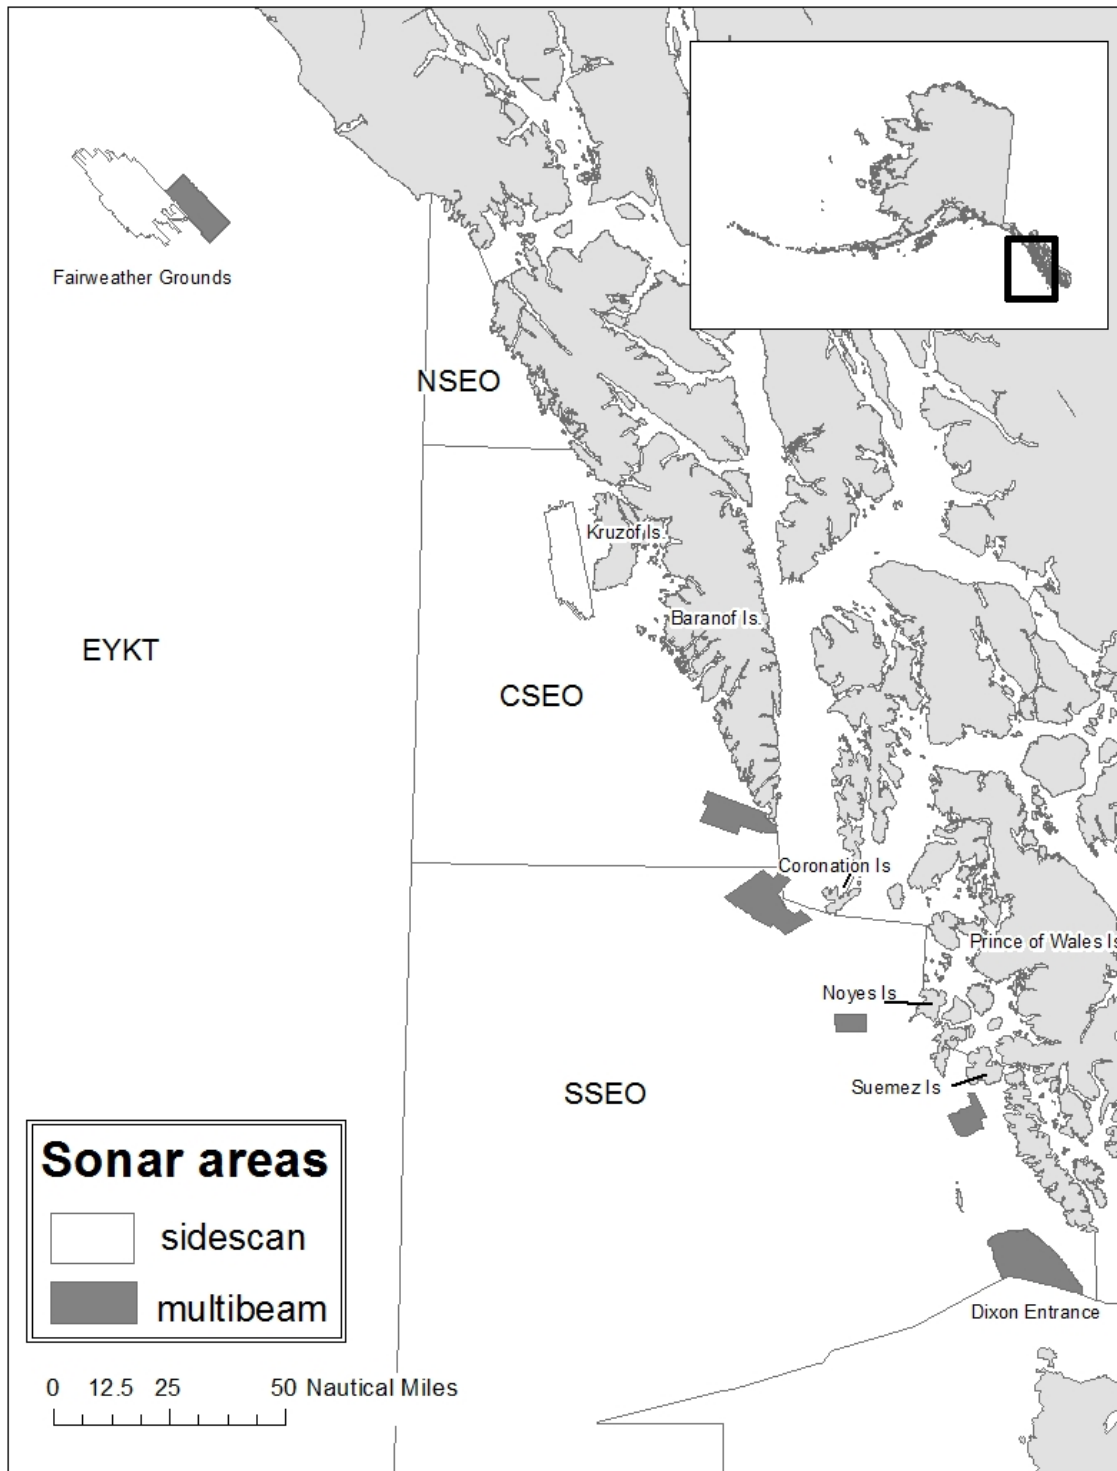 Fairweather Grounds
NSEO
Kruzof Is.
Baranof Is.
EYKT
CSEO
Coronation Is
Prince of Wales Is
Noyes Is
Suemez Is
SSEO
Sonar areas
sidescan
multibeam
Dixon Entrance
0 12.5 25 50 Nautical Miles